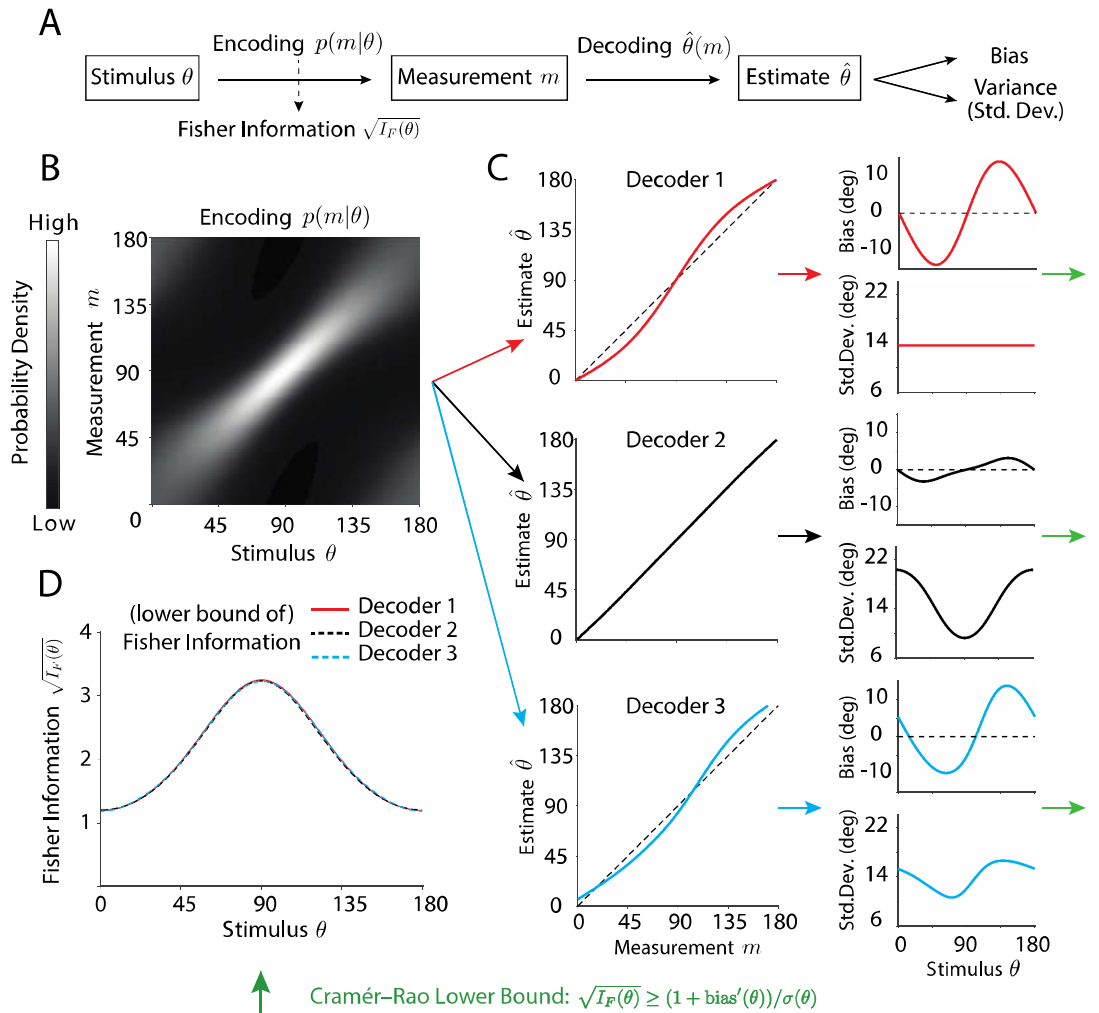 A
Encoding p(m|θ)
Decoding θ̂(m)
Stimulus θ
Measurement m
Estimate θ̂
Bias
Variance
(Std. Dev.)
Fisher Information √I_F(θ)
B
Encoding p(m|θ)
High
Low
Probability Density
Measurement m
180
135
90
45
0
0
45
90
135
180
Stimulus θ
C
Decoder 1
Estimate θ̂
180
90
45
0
Bias (deg)
10
0
-10
Std.Dev. (deg)
22
14
6
Decoder 2
Estimate θ̂
180
135
90
45
0
Bias (deg)
10
0
-10
Std.Dev. (deg)
22
14
6
Decoder 3
Estimate θ̂
180
135
90
45
0
0
45
90
135
180
Measurement m
Bias (deg)
10
0
-10
Std.Dev. (deg)
22
14
6
0
90
180
Stimulus θ
D
(lower bound of)
Fisher Information
Decoder 1
Decoder 2
Decoder 3
Fisher Information √I_F(θ)
4
3
2
1
0
45
90
135
180
Stimulus θ
Cramér–Rao Lower Bound: √I_F(θ) ≥ (1 + bias′(θ))/σ(θ)